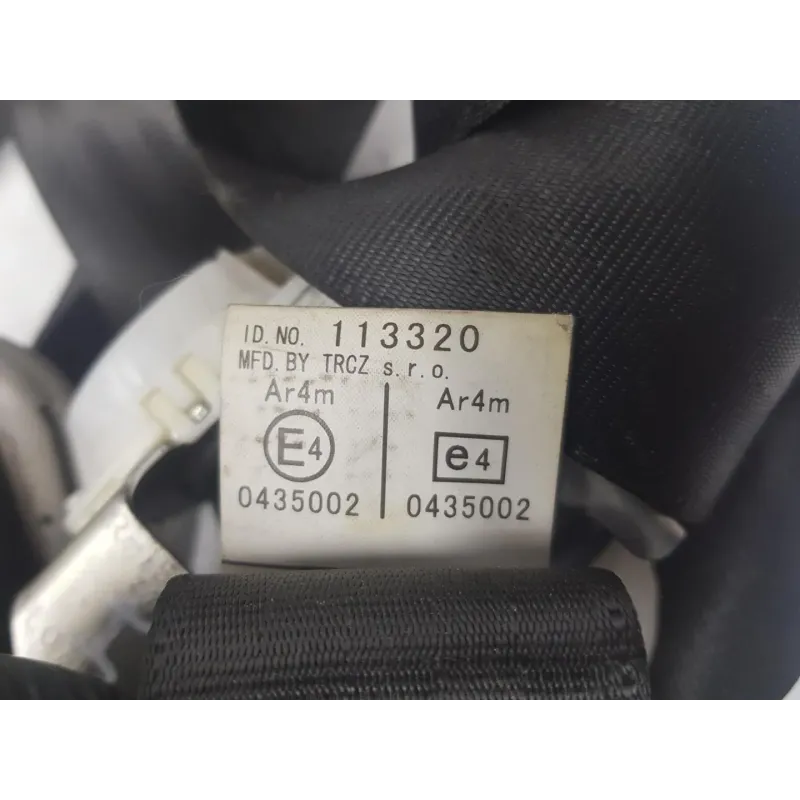 ID. NO. 113320
MFD. BY TRCZ s.r.o.
Ar4m Ar4m
E4 e4
0435002 0435002